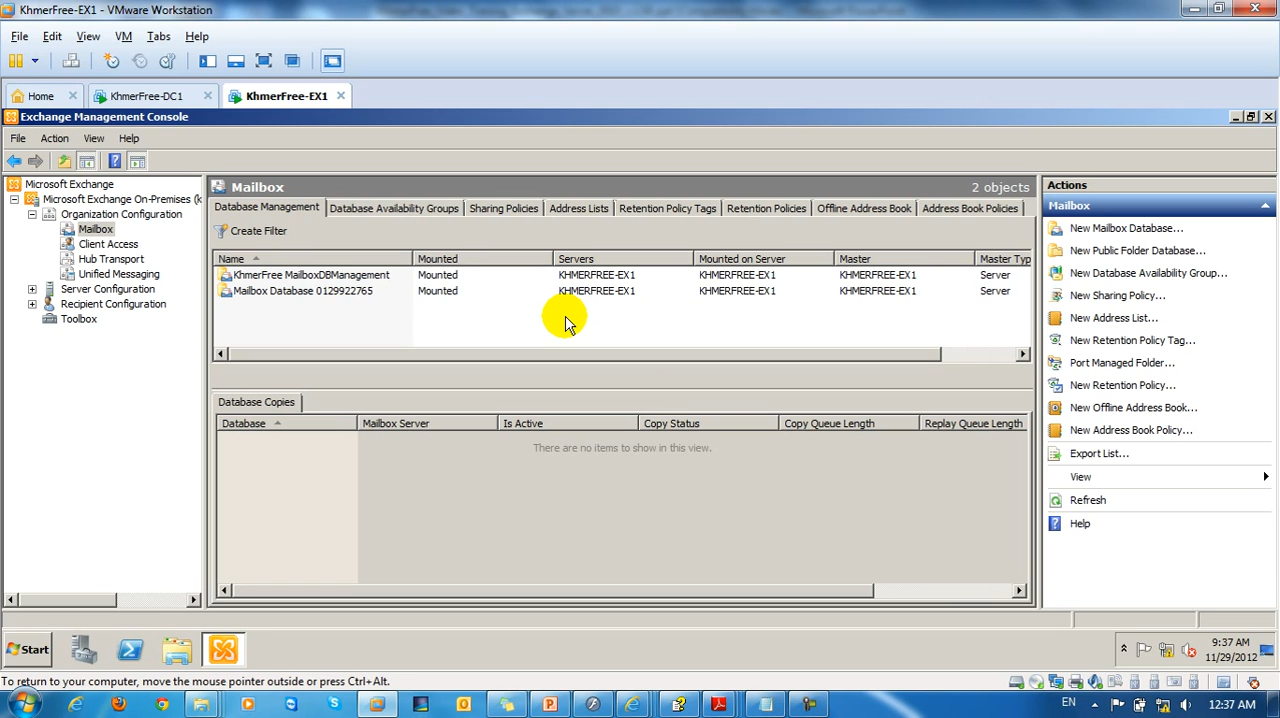 KhmerFree-EX1 - VMware Workstation
File Edit View VM Tabs Help
Home KhmerFree-DC1 KhmerFree-EX1
Exchange Management Console
File Action View Help
Microsoft Exchange
Microsoft Exchange On-Premises (k
Organization Configuration
Mailbox
Client Access
Hub Transport
Unified Messaging
Server Configuration
Recipient Configuration
Toolbox
Mailbox 2 objects
Database Management Database Availability Groups Sharing Policies Address Lists Retention Policy Tags Retention Policies Offline Address Book Address Book Policies
Create Filter
Name Mounted Servers Mounted on Server Master Master Typ
KhmerFree MailboxDBManagement Mounted KHMERFREE-EX1 KHMERFREE-EX1 KHMERFREE-EX1 Server
Mailbox Database 0129922765 Mounted KHMERFREE-EX1 KHMERFREE-EX1 KHMERFREE-EX1 Server
Database Copies
Database Mailbox Server Is Active Copy Status Copy Queue Length Replay Queue Length
There are no items to show in this view.
Actions
Mailbox
New Mailbox Database...
New Public Folder Database...
New Database Availability Group...
New Sharing Policy...
New Address List...
New Retention Policy Tag...
Port Managed Folder...
New Retention Policy...
New Offline Address Book...
New Address Book Policy...
Export List...
View
Refresh
Help
Start
9:37 AM
11/29/2012
To return to your computer, move the mouse pointer outside or press Ctrl+Alt.
EN 12:37 AM